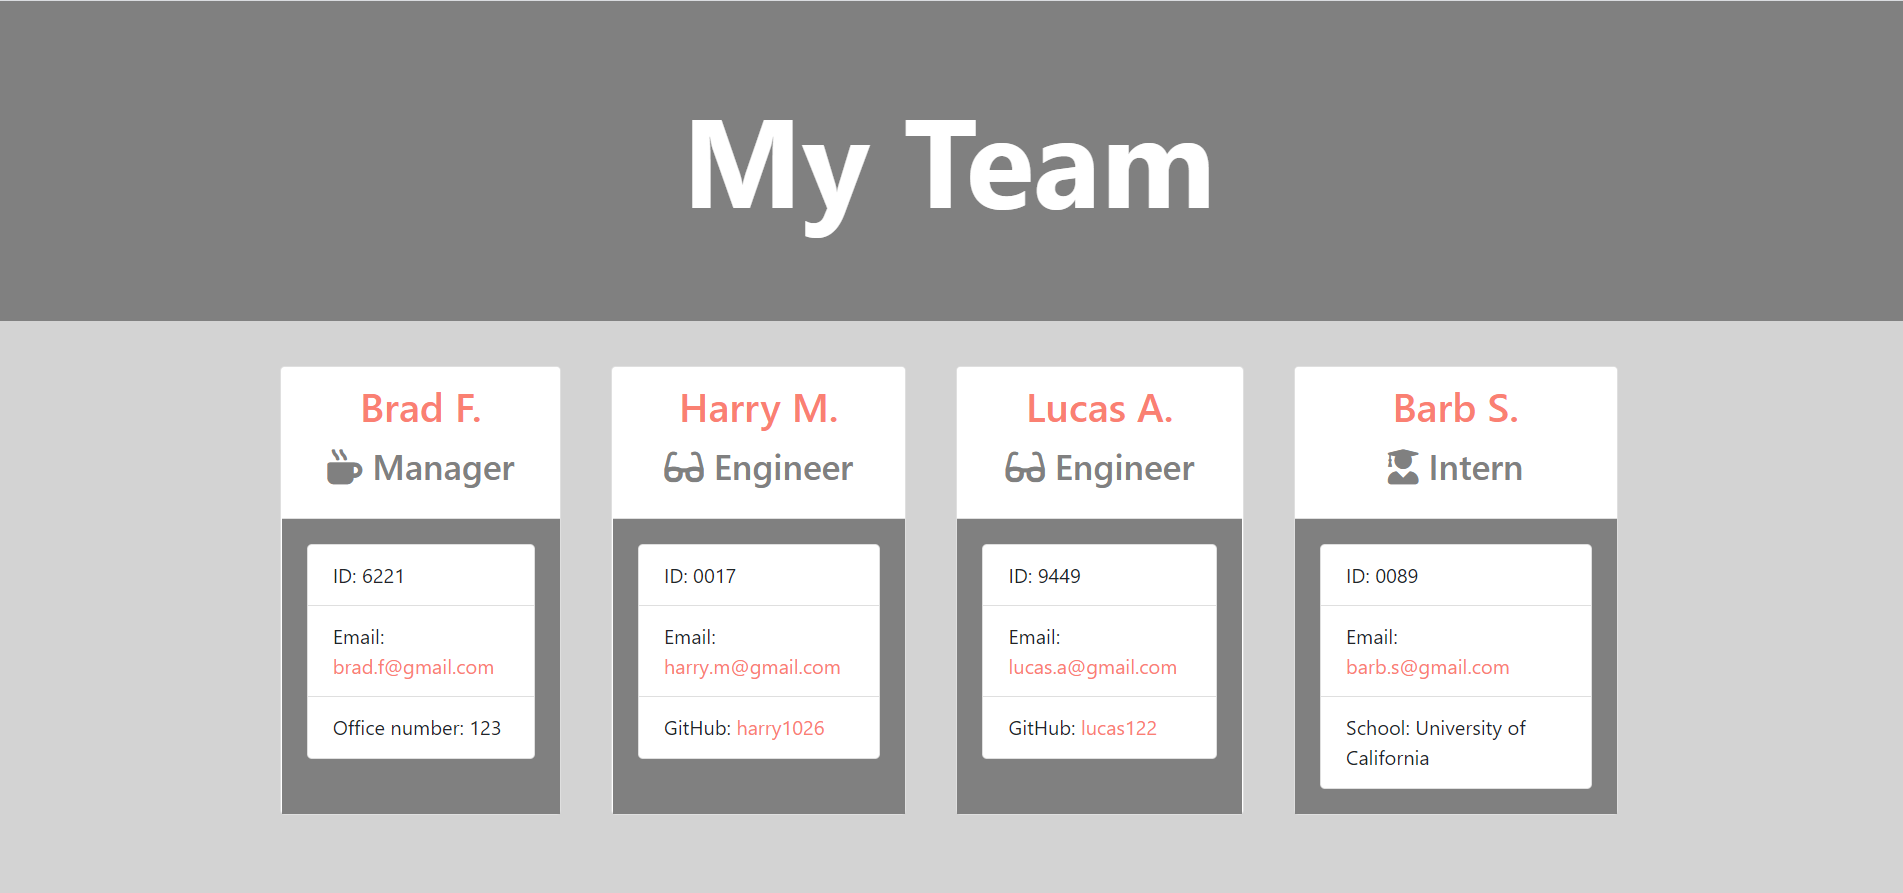 My Team
Brad F.
Manager
ID: 6221
Email:
brad.f@gmail.com
Office number: 123
Harry M.
Engineer
ID: 0017
Email:
harry.m@gmail.com
GitHub: harry1026
Lucas A.
Engineer
ID: 9449
Email:
lucas.a@gmail.com
GitHub: lucas122
Barb S.
Intern
ID: 0089
Email:
barb.s@gmail.com
School: University of
California